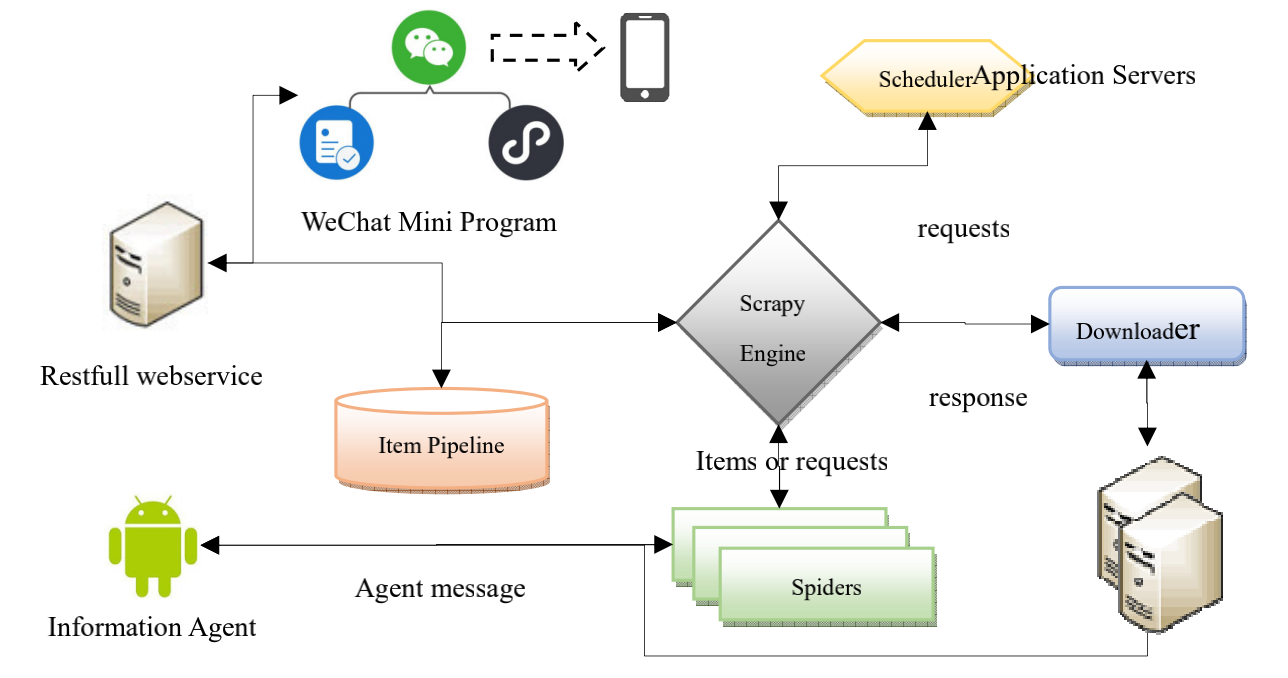 Scheduler
Application Servers
WeChat Mini Program
requests
Scrapy
Engine
Downloader
Restfull webservice
response
Item Pipeline
Items or requests
Agent message
Spiders
Information Agent